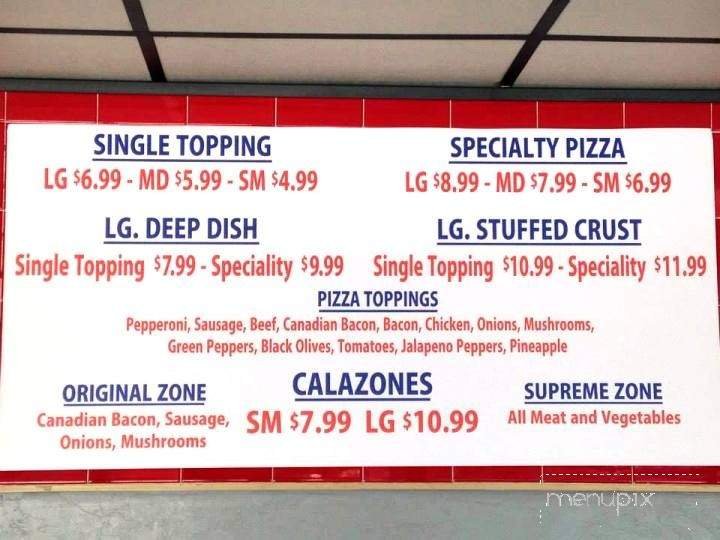 SINGLE TOPPING
LG $6.99 - MD $5.99 - SM $4.99
SPECIALTY PIZZA
LG $8.99 - MD $7.99 - SM $6.99
LG. DEEP DISH
Single Topping $7.99 - Speciality $9.99
LG. STUFFED CRUST
Single Topping $10.99 - Speciality $11.99
PIZZA TOPPINGS
Pepperoni, Sausage, Beef, Canadian Bacon, Bacon, Chicken, Onions, Mushrooms,
Green Peppers, Black Olives, Tomatoes, Jalapeno Peppers, Pineapple
ORIGINAL ZONE
Canadian Bacon, Sausage,
Onions, Mushrooms
CALAZONES
SM $7.99 LG $10.99
SUPREME ZONE
All Meat and Vegetables
menupix